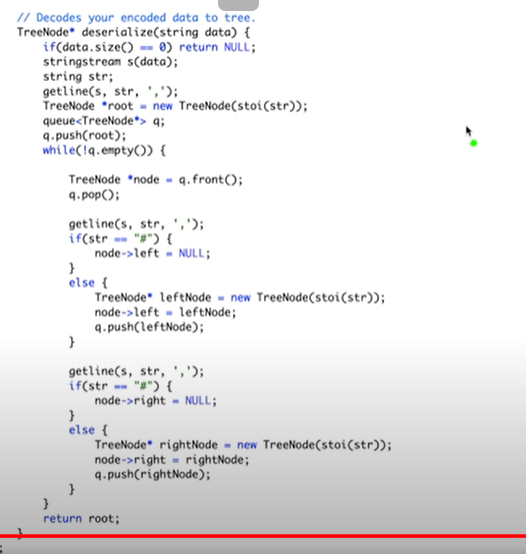 // Decodes your encoded data to tree.
TreeNode* deserialize(string data) {
if(data.size() == 0) return NULL;
stringstream s(data);
string str;
getline(s, str, ',');
TreeNode *root = new TreeNode(stoi(str));
queue<TreeNode*> q;
q.push(root);
while(!q.empty()) {
TreeNode *node = q.front();
q.pop();
getline(s, str, ',');
if(str == "#") {
node->left = NULL;
}
else {
TreeNode* leftNode = new TreeNode(stoi(str));
node->left = leftNode;
q.push(leftNode);
}
getline(s, str, ',');
if(str == "#") {
node->right = NULL;
}
else {
TreeNode* rightNode = new TreeNode(stoi(str));
node->right = rightNode;
q.push(rightNode);
}
}
return root;
}
;